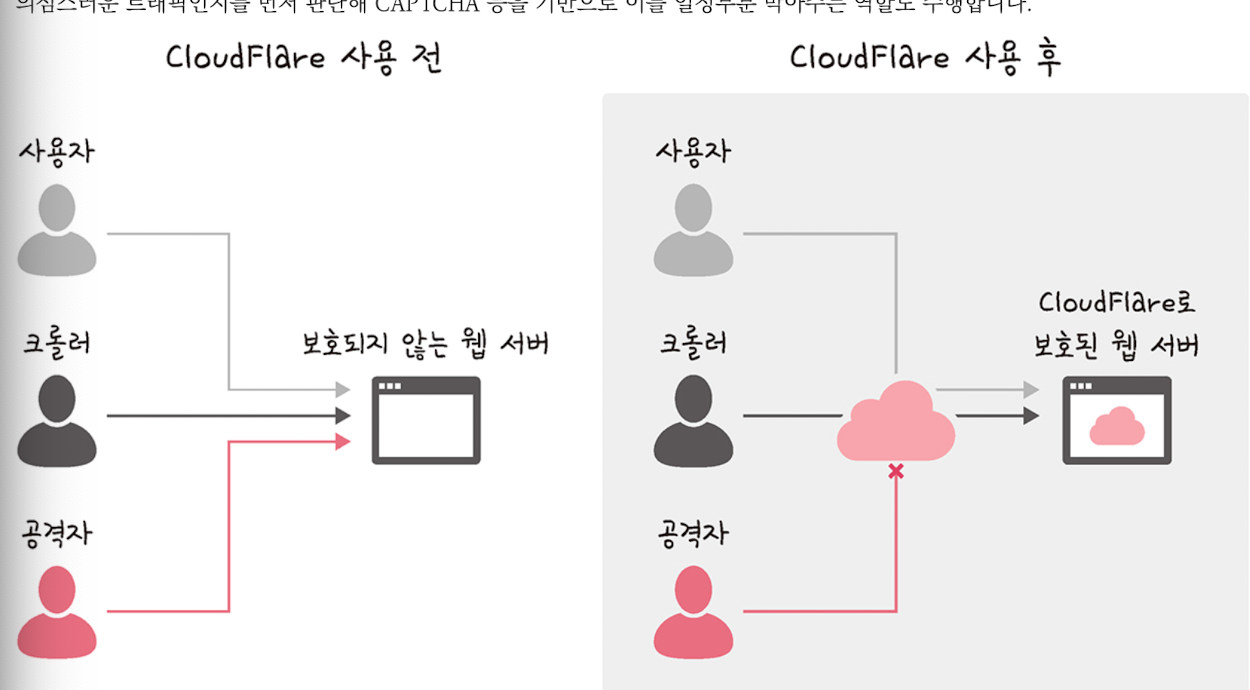 의심스러운 트래픽인지를 먼저 판단해 CAPTCHA 등을 기반으로 이를 일정부분 막아주는 역할도 수행합니다.
CloudFlare 사용 전
CloudFlare 사용 후
사용자
크롤러
보호되지 않는 웹 서버
공격자
사용자
크롤러
CloudFlare로
보호된 웹 서버
공격자